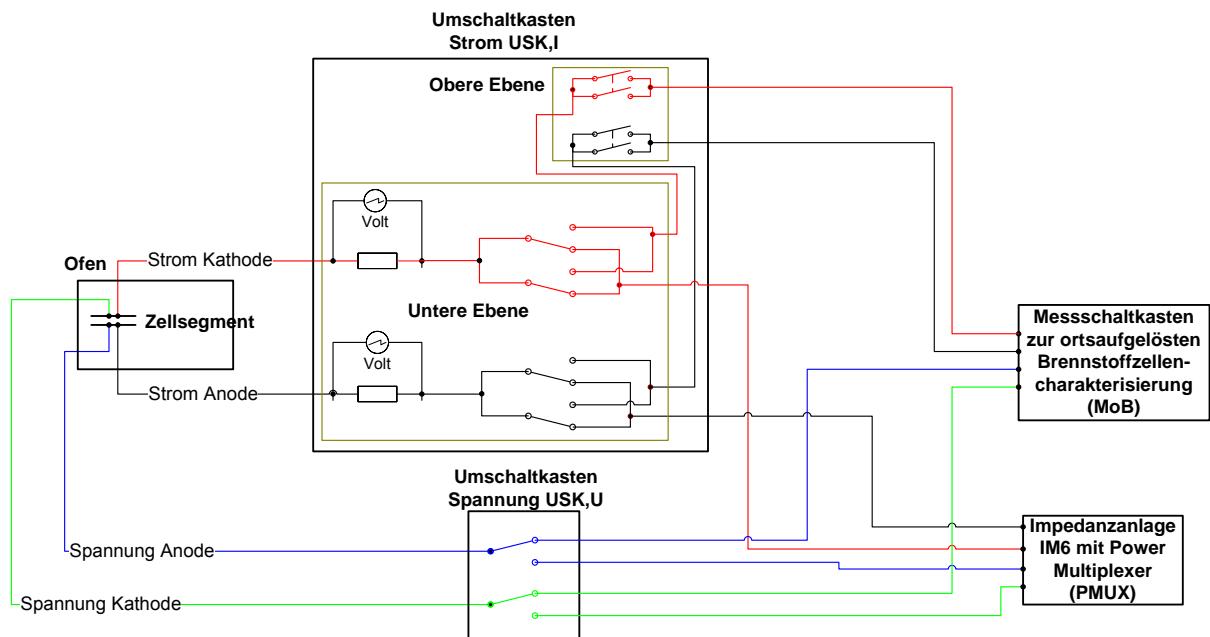 Umschaltkasten
Strom USK,I
Obere Ebene
Volt
Strom Kathode
Ofen
Zellsegment
Untere Ebene
Volt
Strom Anode
Messschaltkasten
zur ortsaufgelösten
Brennstoffzellen-
charakterisierung
(MoB)
Umschaltkasten
Spannung USK,U
Spannung Anode
Spannung Kathode
Impedanzanlage
IM6 mit Power
Multiplexer
(PMUX)